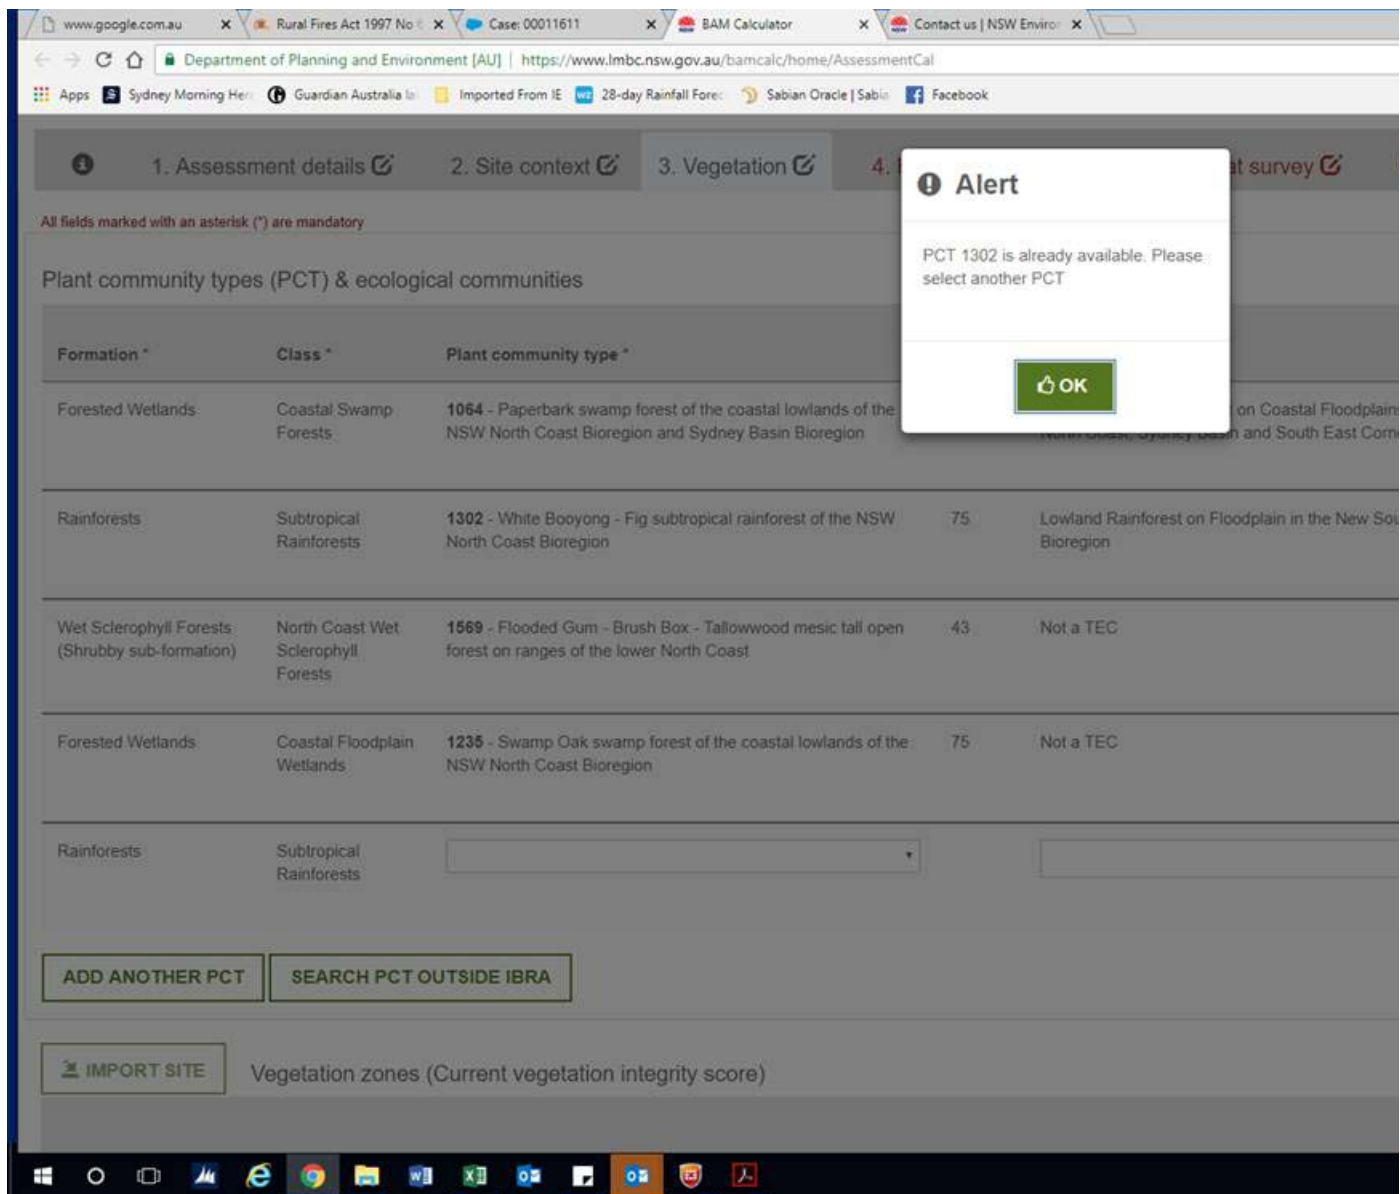 www.google.com.au
Rural Fires Act 1997 No
Case: 00011611
BAM Calculator
Contact us | NSW Enviro
Department of Planning and Environment [AU] | https://www.lmbc.nsw.gov.au/bamcalc/home/AssessmentCal
Apps
Sydney Morning Her
Guardian Australia la
Imported From IE
28-day Rainfall Fore
Sabian Oracle | Sabia
Facebook
1. Assessment details
2. Site context
3. Vegetation
4.
at survey
All fields marked with an asterisk (*) are mandatory
Alert
PCT 1302 is already available. Please
select another PCT
OK
Plant community types (PCT) & ecological communities
Formation *
Class *
Plant community type *
Forested Wetlands
Coastal Swamp
Forests
1064 - Paperbark swamp forest of the coastal lowlands of the
NSW North Coast Bioregion and Sydney Basin Bioregion
on Coastal Floodplains
North Coast, Sydney Basin and South East Corne
Rainforests
Subtropical
Rainforests
1302 - White Booyong - Fig subtropical rainforest of the NSW
North Coast Bioregion
75
Lowland Rainforest on Floodplain in the New Sou
Bioregion
Wet Sclerophyll Forests
(Shrubby sub-formation)
North Coast Wet
Sclerophyll
Forests
1569 - Flooded Gum - Brush Box - Tallowwood mesic tall open
forest on ranges of the lower North Coast
43
Not a TEC
Forested Wetlands
Coastal Floodplain
Wetlands
1235 - Swamp Oak swamp forest of the coastal lowlands of the
NSW North Coast Bioregion
75
Not a TEC
Rainforests
Subtropical
Rainforests
ADD ANOTHER PCT
SEARCH PCT OUTSIDE IBRA
IMPORT SITE
Vegetation zones (Current vegetation integrity score)